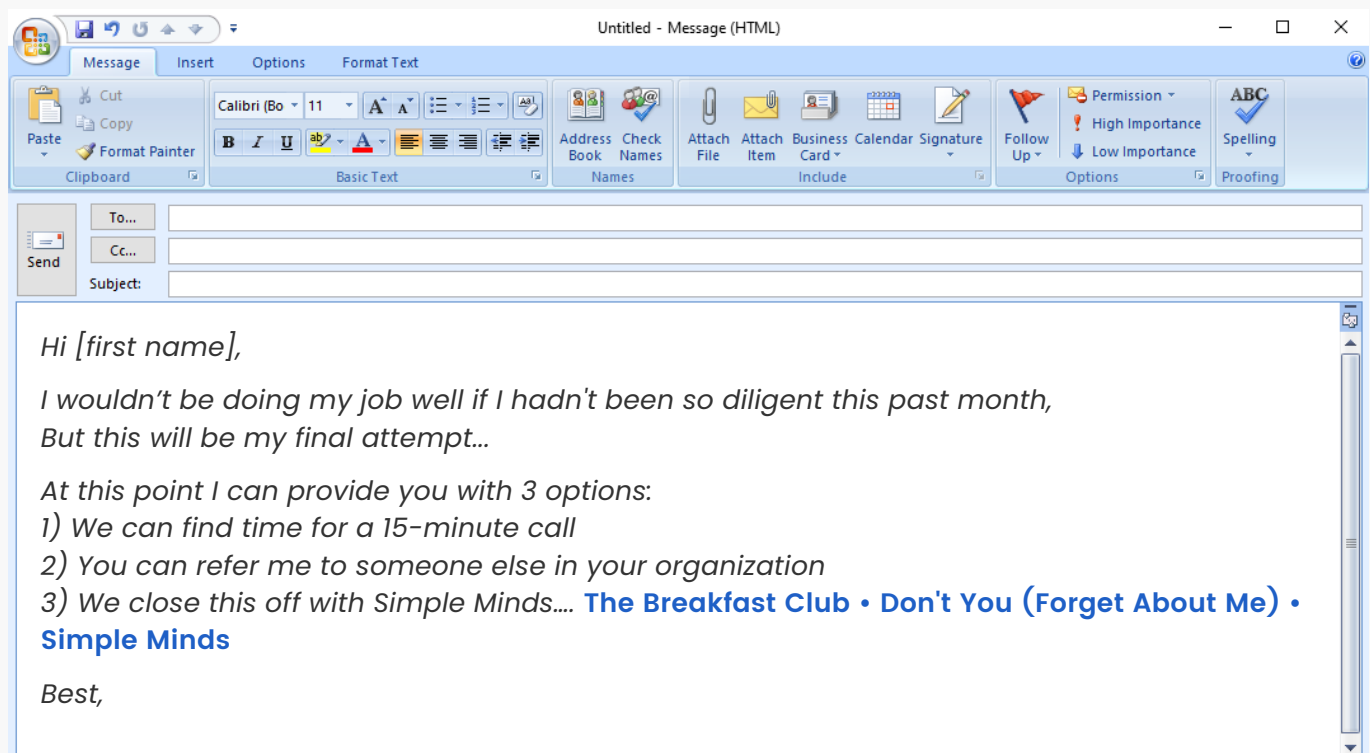 Untitled - Message (HTML)
Message Insert Options Format Text
Paste
Cut
Copy
Format Painter
Clipboard
Calibri (Bo 11
B I U
Basic Text
Address Book
Check Names
Names
Attach File
Attach Item
Business Card
Calendar
Signature
Include
Follow Up
Permission
High Importance
Low Importance
Options
ABC
Spelling
Proofing
Send
To...
Cc...
Subject:
Hi [first name],
I wouldn’t be doing my job well if I hadn't been so diligent this past month,
But this will be my final attempt...
At this point I can provide you with 3 options:
1) We can find time for a 15-minute call
2) You can refer me to someone else in your organization
3) We close this off with Simple Minds.... The Breakfast Club • Don't You (Forget About Me) •
Simple Minds
Best,